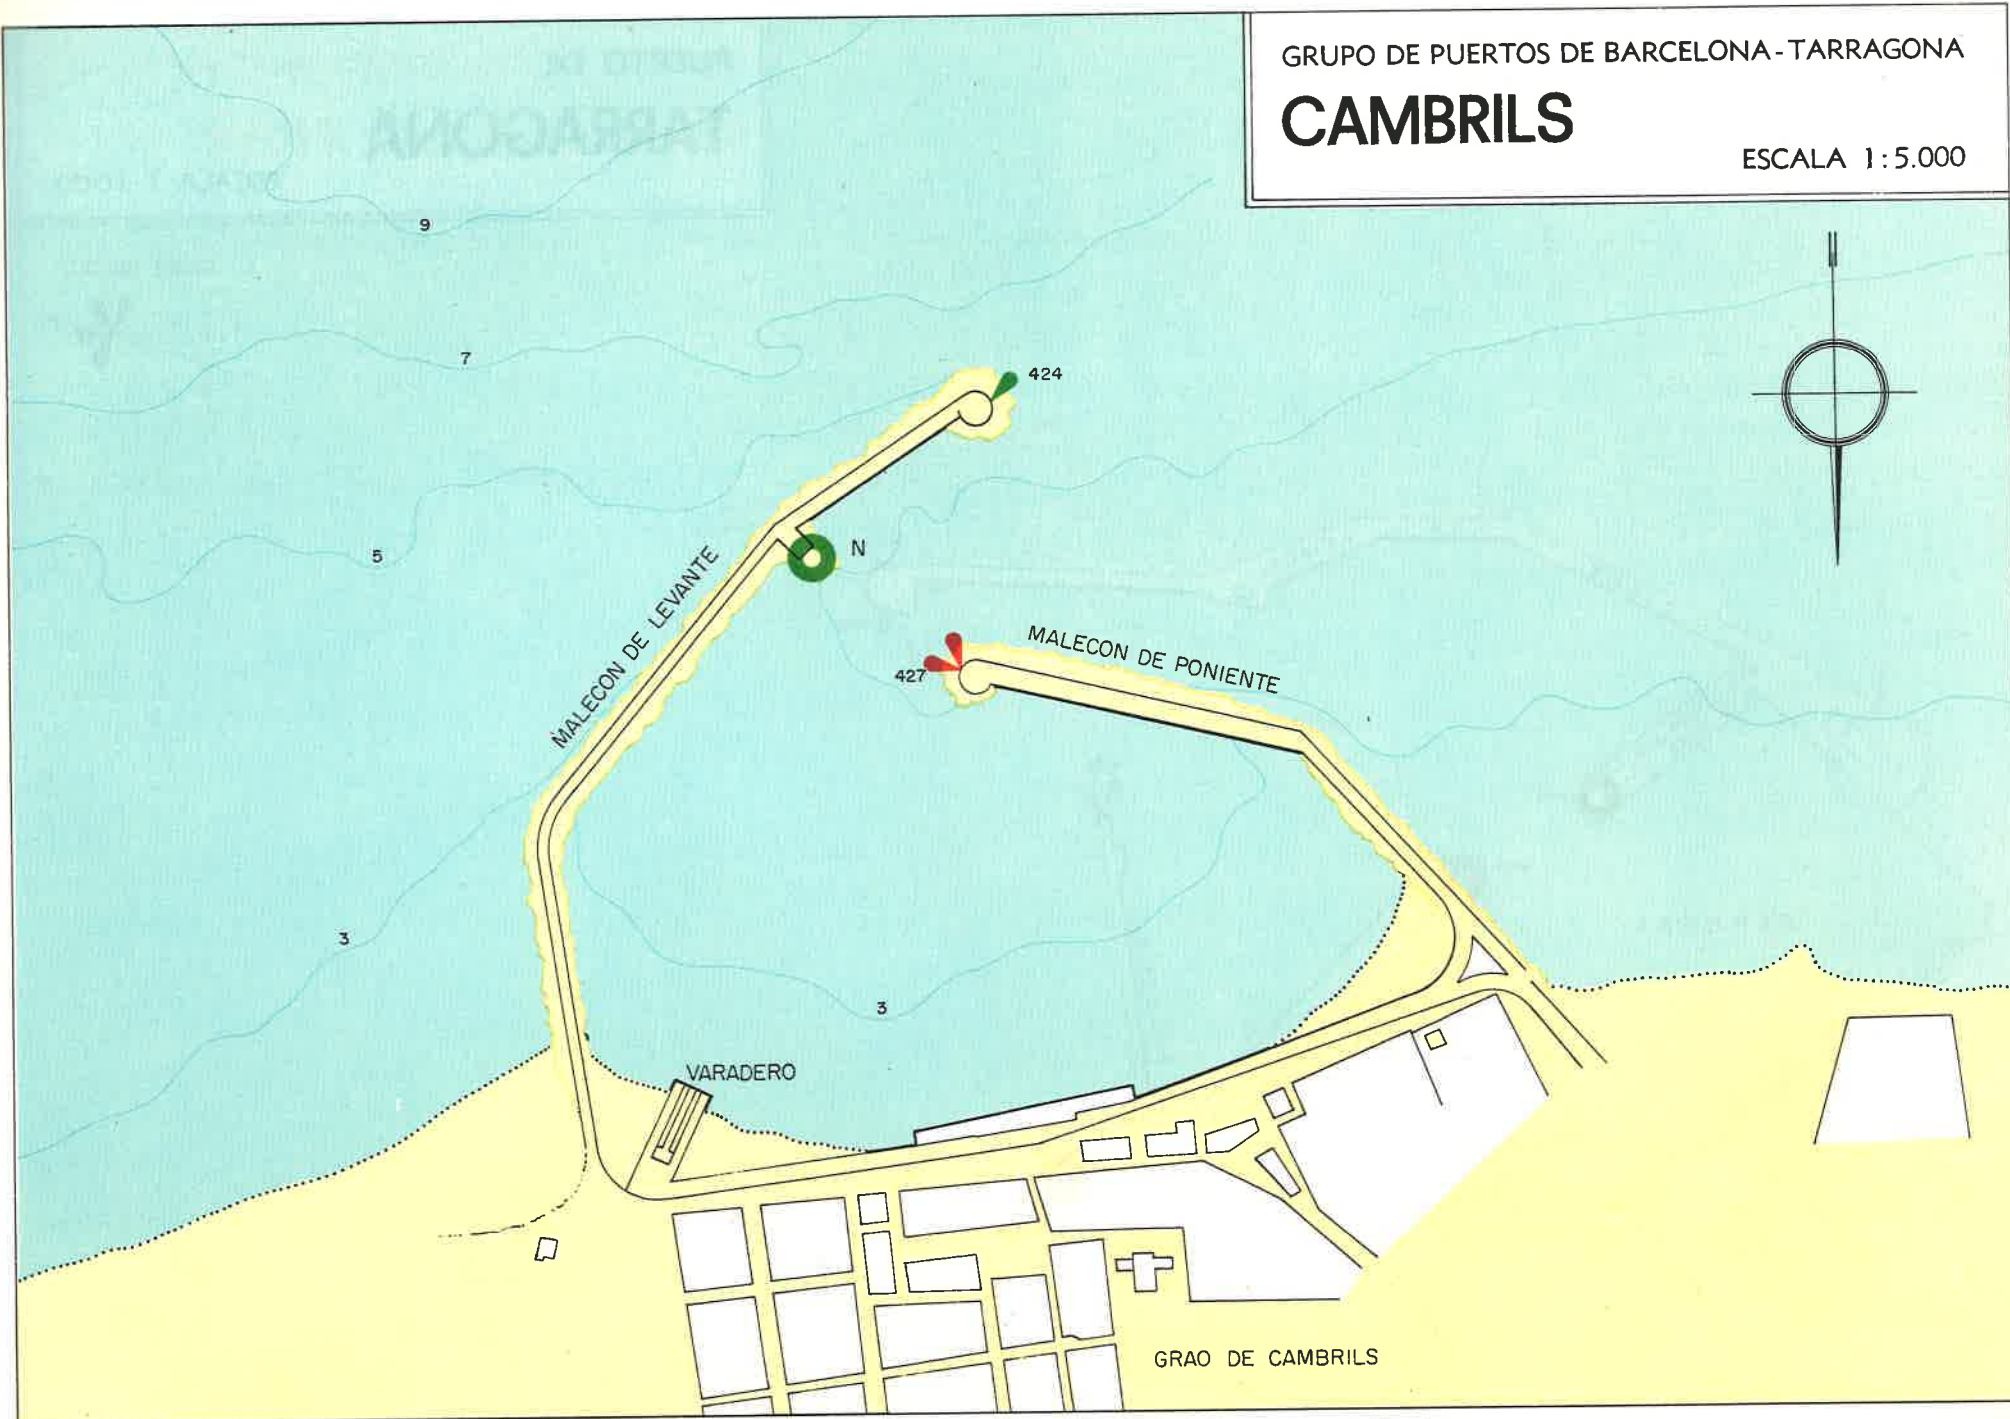 GRUPO DE PUERTOS DE BARCELONA-TARRAGONA
CAMBRILS
ESCALA 1:5.000
9
7
424
5
N
MALECON DE LEVANTE
MALECON DE PONIENTE
427
3
3
VARADERO
GRAO DE CAMBRILS